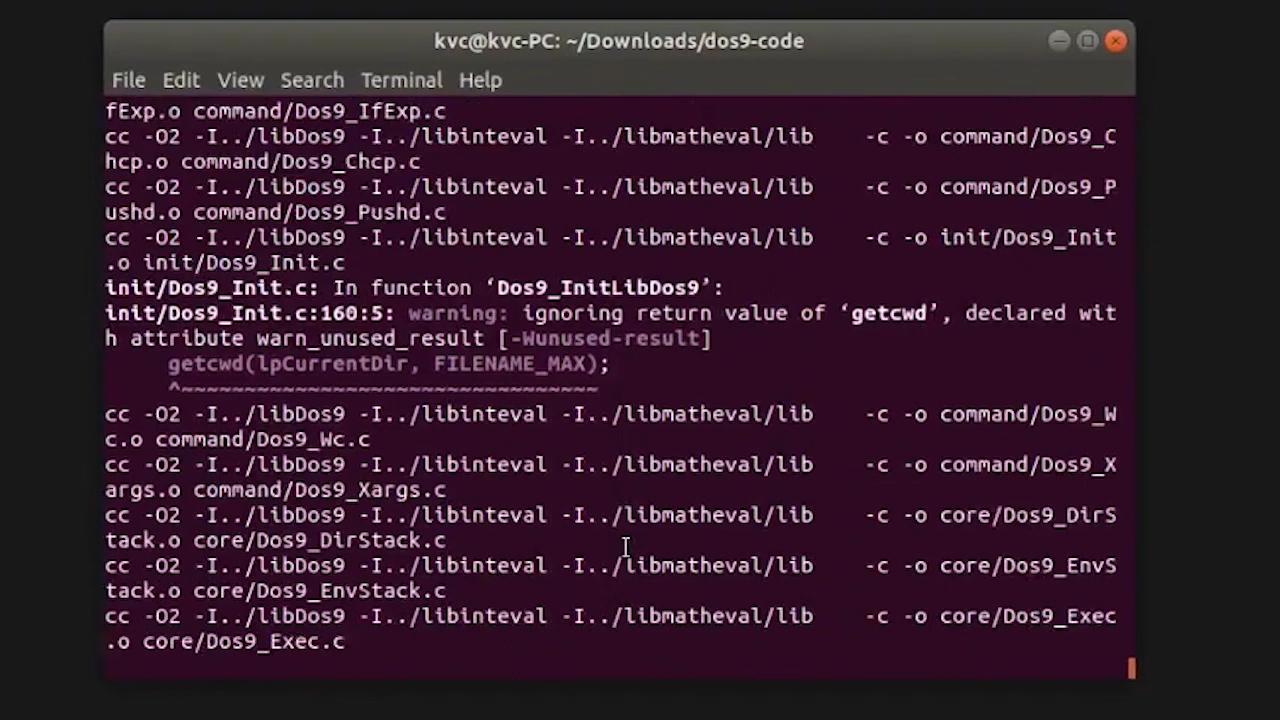 kvc@kvc-PC: ~/Downloads/dos9-code
File Edit View Search Terminal Help
fExp.o command/Dos9_IfExp.c
cc -O2 -I../libDos9 -I../libinteval -I../libmatheval/lib    -c -o command/Dos9_C
hcp.o command/Dos9_Chcp.c
cc -O2 -I../libDos9 -I../libinteval -I../libmatheval/lib    -c -o command/Dos9_P
ushd.o command/Dos9_Pushd.c
cc -O2 -I../libDos9 -I../libinteval -I../libmatheval/lib    -c -o init/Dos9_Init
.o init/Dos9_Init.c
init/Dos9_Init.c: In function ‘Dos9_InitLibDos9’:
init/Dos9_Init.c:160:5: warning: ignoring return value of ‘getcwd’, declared wit
h attribute warn_unused_result [-Wunused-result]
     getcwd(lpCurrentDir, FILENAME_MAX);
     ^~~~~~~~~~~~~~~~~~~~~~~~~~~~~~~~~~
cc -O2 -I../libDos9 -I../libinteval -I../libmatheval/lib    -c -o command/Dos9_W
c.o command/Dos9_Wc.c
cc -O2 -I../libDos9 -I../libinteval -I../libmatheval/lib    -c -o command/Dos9_X
args.o command/Dos9_Xargs.c
cc -O2 -I../libDos9 -I../libinteval -I../libmatheval/lib    -c -o core/Dos9_DirS
tack.o core/Dos9_DirStack.c
cc -O2 -I../libDos9 -I../libinteval -I../libmatheval/lib    -c -o core/Dos9_EnvS
tack.o core/Dos9_EnvStack.c
cc -O2 -I../libDos9 -I../libinteval -I../libmatheval/lib    -c -o core/Dos9_Exec
.o core/Dos9_Exec.c